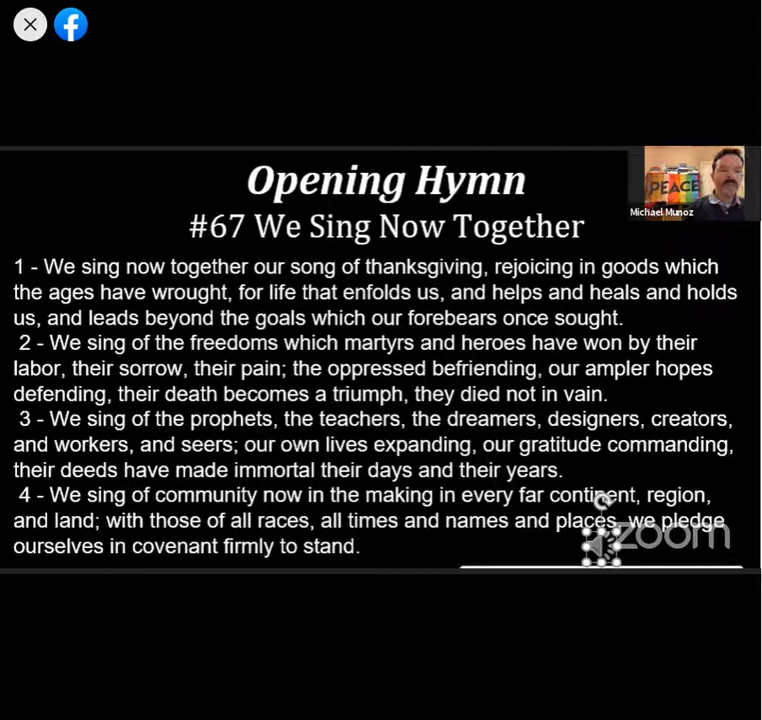 Opening Hymn
#67 We Sing Now Together
PEACE
Michael Munoz
1 - We sing now together our song of thanksgiving, rejoicing in goods which
the ages have wrought, for life that enfolds us, and helps and heals and holds
us, and leads beyond the goals which our forebears once sought.
2 - We sing of the freedoms which martyrs and heroes have won by their
labor, their sorrow, their pain; the oppressed befriending, our ampler hopes
defending, their death becomes a triumph, they died not in vain.
3 - We sing of the prophets, the teachers, the dreamers, designers, creators,
and workers, and seers; our own lives expanding, our gratitude commanding,
their deeds have made immortal their days and their years.
4 - We sing of community now in the making in every far continent, region,
and land; with those of all races, all times and names and places, we pledge
ourselves in covenant firmly to stand.
zoom